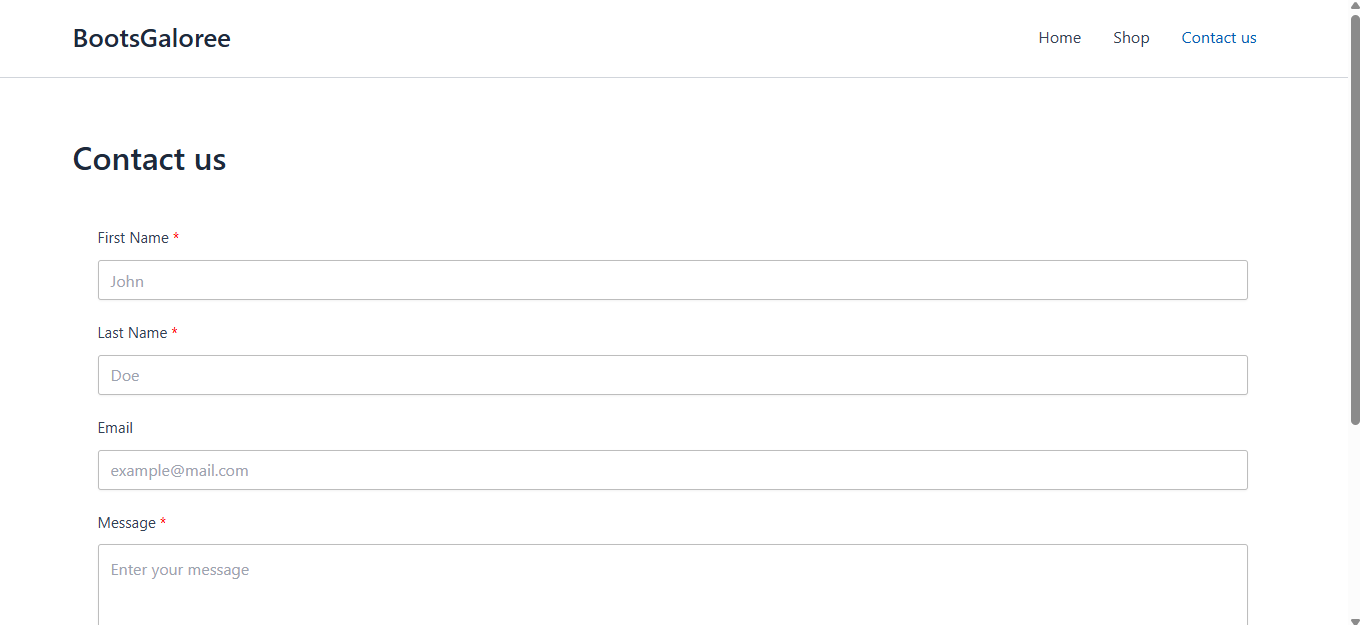 BootsGaloree
Home Shop Contact us
Contact us
First Name *
John
Last Name *
Doe
Email
example@mail.com
Message *
Enter your message